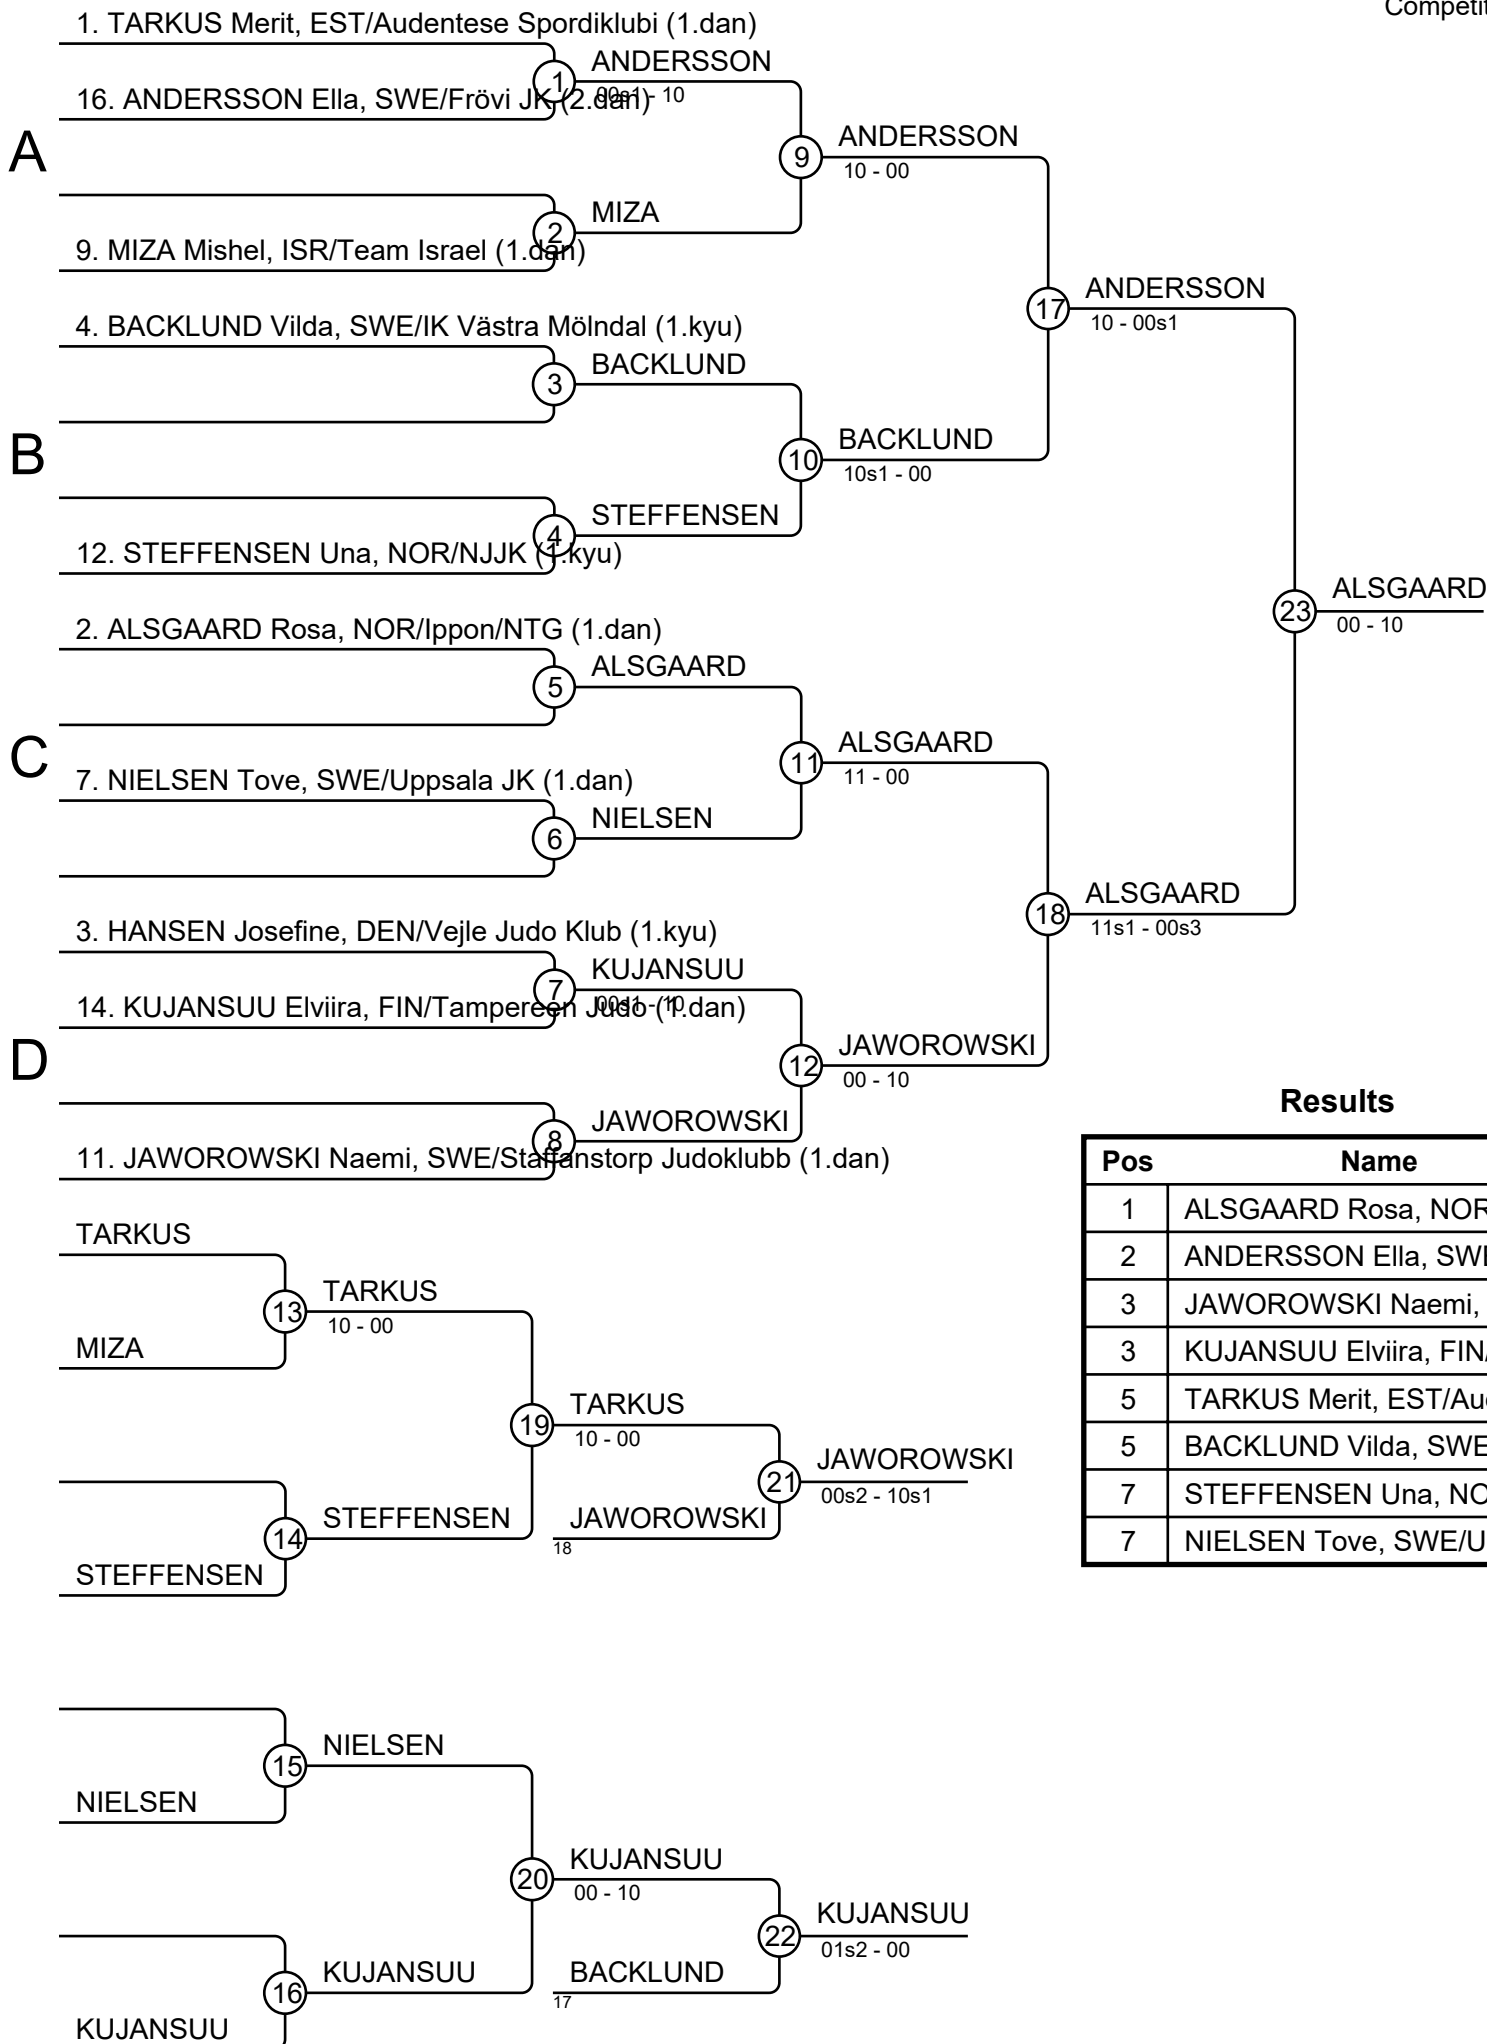 Competit
1. TARKUS Merit, EST/Audentese Spordiklubi (1.dan)
1
ANDERSSON
00s1 - 10
16. ANDERSSON Ella, SWE/Frövi JK (2.dan)
A
9
ANDERSSON
10 - 00
2
MIZA
9. MIZA Mishel, ISR/Team Israel (1.dan)
17
ANDERSSON
10 - 00s1
4. BACKLUND Vilda, SWE/IK Västra Mölndal (1.kyu)
3
BACKLUND
B
10
BACKLUND
10s1 - 00
4
STEFFENSEN
12. STEFFENSEN Una, NOR/NJJK (1.kyu)
23
ALSGAARD
00 - 10
2. ALSGAARD Rosa, NOR/Ippon/NTG (1.dan)
5
ALSGAARD
C
11
ALSGAARD
11 - 00
7. NIELSEN Tove, SWE/Uppsala JK (1.dan)
6
NIELSEN
18
ALSGAARD
11s1 - 00s3
3. HANSEN Josefine, DEN/Vejle Judo Klub (1.kyu)
7
KUJANSUU
00s1 - 10
14. KUJANSUU Elviira, FIN/Tampereen Judo (1.dan)
D
12
JAWOROWSKI
00 - 10
8
JAWOROWSKI
11. JAWOROWSKI Naemi, SWE/Staffanstorp Judoklubb (1.dan)
Results
Pos Name
1 ALSGAARD Rosa, NOR
2 ANDERSSON Ella, SWE
3 JAWOROWSKI Naemi,
3 KUJANSUU Elviira, FIN/
5 TARKUS Merit, EST/Aud
5 BACKLUND Vilda, SWE
7 STEFFENSEN Una, NO
7 NIELSEN Tove, SWE/U
TARKUS
13
TARKUS
10 - 00
MIZA
19
TARKUS
10 - 00
21
JAWOROWSKI
00s2 - 10s1
14
STEFFENSEN
JAWOROWSKI
18
STEFFENSEN
15
NIELSEN
NIELSEN
20
KUJANSUU
00 - 10
22
KUJANSUU
01s2 - 00
16
KUJANSUU
BACKLUND
17
KUJANSUU